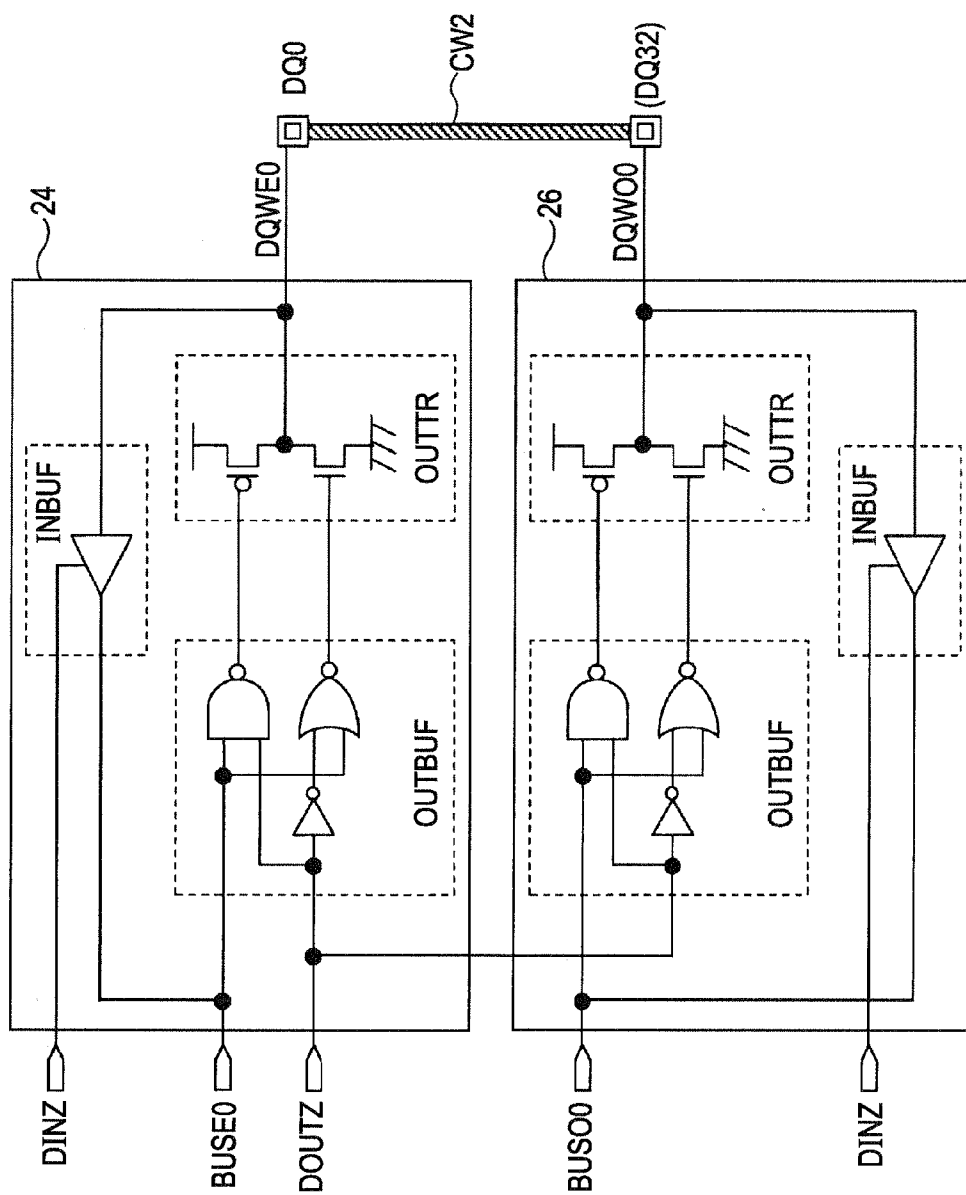 24
DQ0
DQWE0
CW2
DINZ
INBUF
BUSE0
DOUTZ
OUTBUF
OUTTR
26
(DQ32)
DQWO0
BUSO0
OUTBUF
OUTTR
INBUF
DINZ